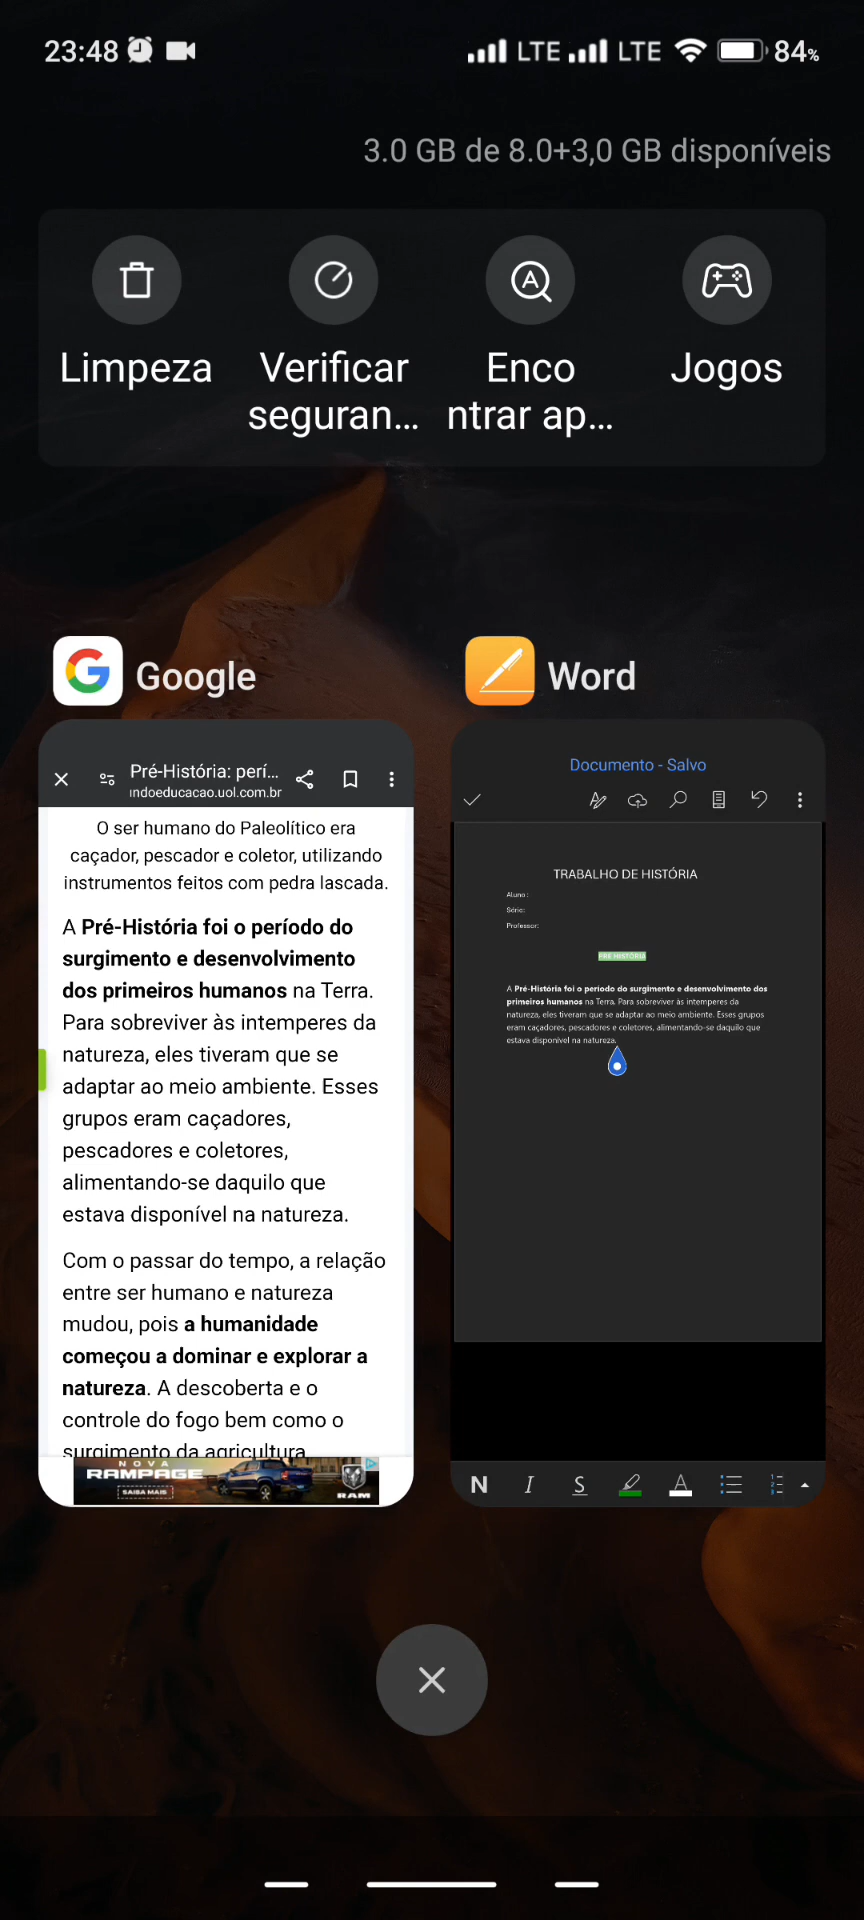 23:48 LTE LTE 84%
3.0 GB de 8.0+3,0 GB disponíveis
Limpeza
Verificar
seguran...
Enco
ntrar ap...
Jogos
Google
Pré-História: perí...
ındoeducacao.uol.com.br
O ser humano do Paleolítico era
caçador, pescador e coletor, utilizando
instrumentos feitos com pedra lascada.
A Pré-História foi o período do
surgimento e desenvolvimento
dos primeiros humanos na Terra.
Para sobreviver às intemperes da
natureza, eles tiveram que se
adaptar ao meio ambiente. Esses
grupos eram caçadores,
pescadores e coletores,
alimentando-se daquilo que
estava disponível na natureza.
Com o passar do tempo, a relação
entre ser humano e natureza
mudou, pois a humanidade
começou a dominar e explorar a
natureza. A descoberta e o
controle do fogo bem como o
surgimento da agricultura
NOVA
RAMPAGE
SAIBA MAIS
RAM
Word
Documento - Salvo
TRABALHO DE HISTÓRIA
Aluno :
Série:
Professor:
PRÉ HISTÓRIA
A Pré-História foi o período do surgimento e desenvolvimento dos
primeiros humanos na Terra. Para sobreviver às intemperes da
natureza, eles tiveram que se adaptar ao meio ambiente. Esses grupos
eram caçadores, pescadores e coletores, alimentando-se daquilo que
estava disponível na natureza.
N I S A